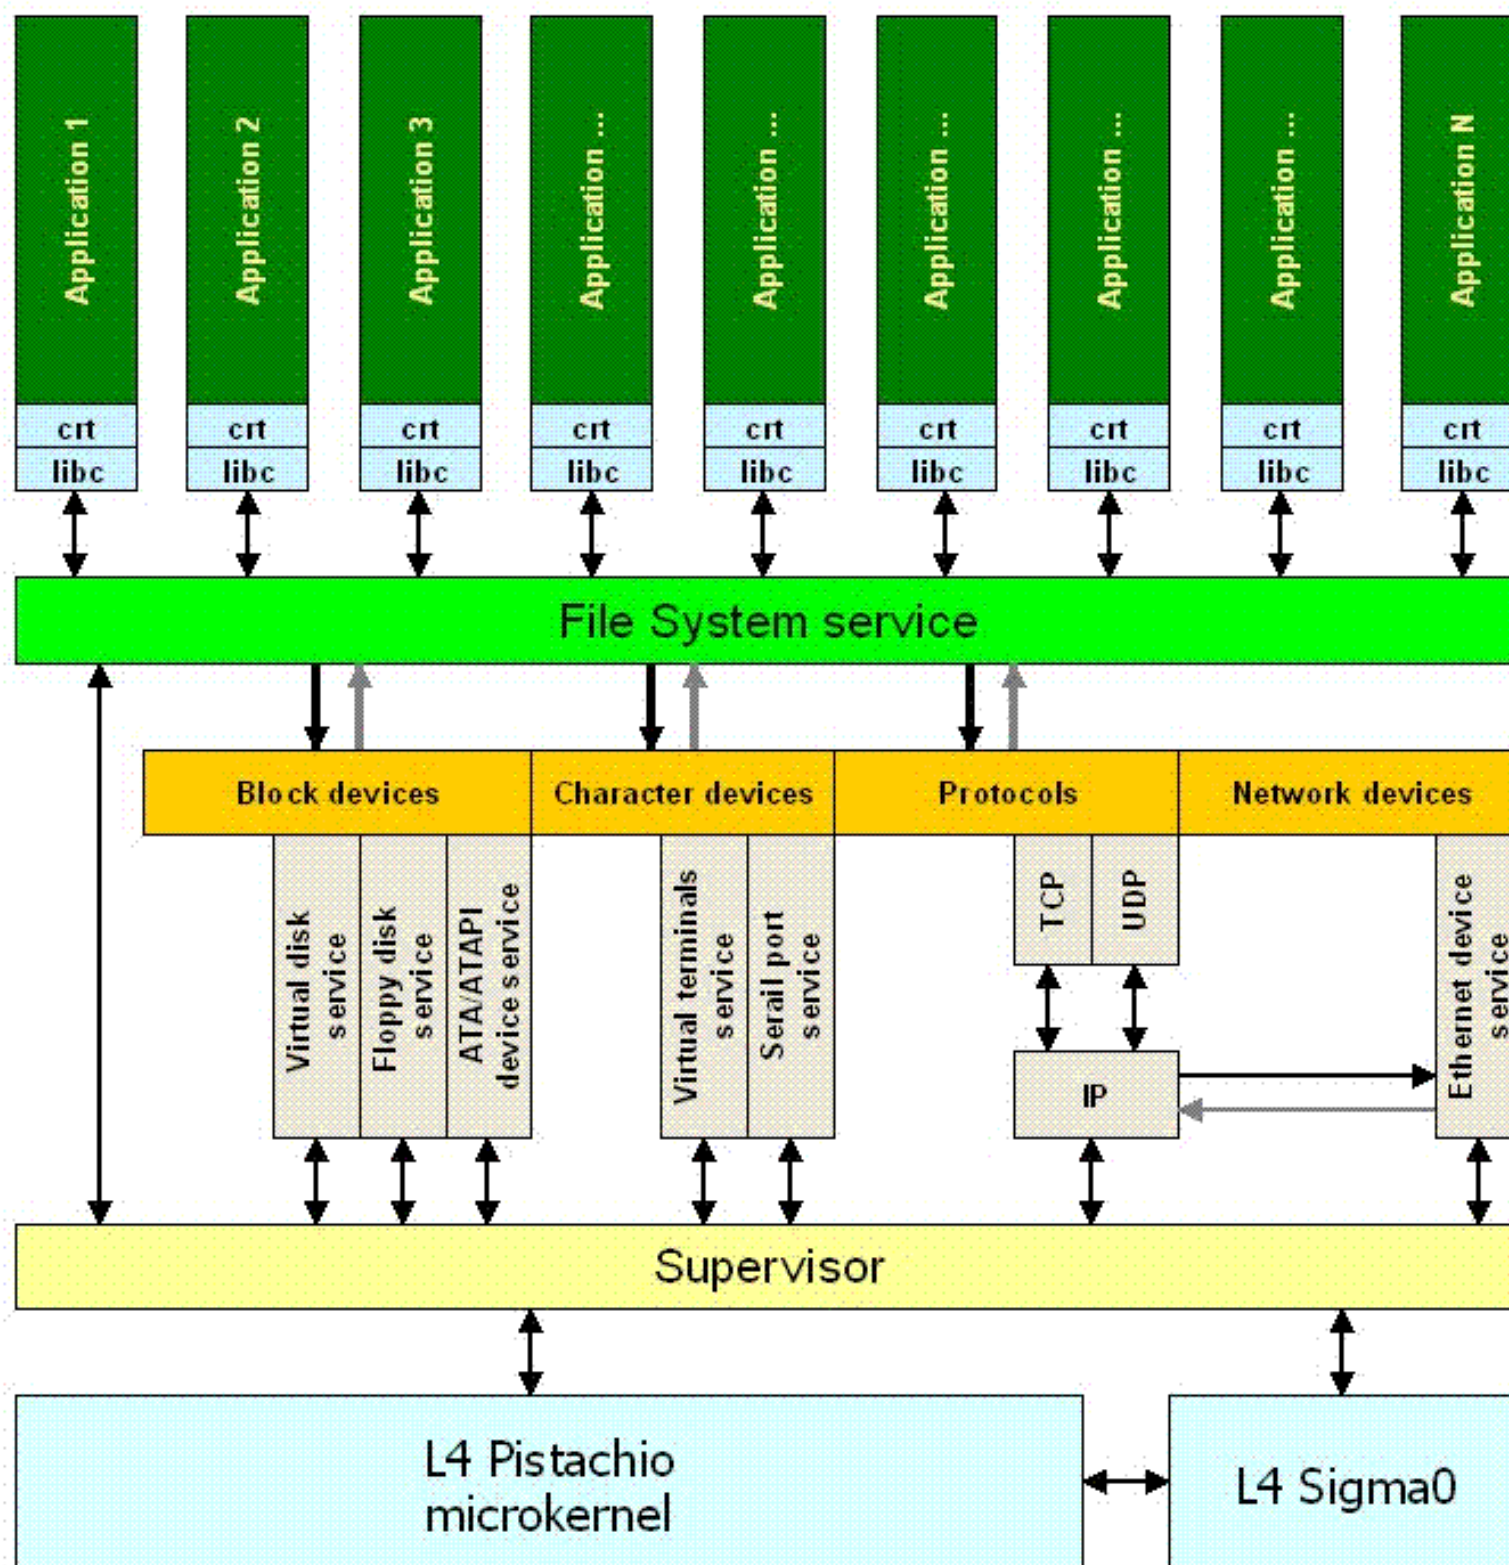 Application 1
Application 2
Application 3
Application ...
Application ...
Application ...
Application ...
Application ...
Application N
crt
crt
crt
crt
crt
crt
crt
crt
crt
libc
libc
libc
libc
libc
libc
libc
libc
libc
File System service
Block devices
Character devices
Protocols
Network devices
Virtual disk
service
Floppy disk
service
ATA/ATAPI
device service
Virtual terminals
service
Serail port
service
TCP
UDP
IP
Ethernet device
service
Supervisor
L4 Pistachio
microkernel
L4 Sigma0